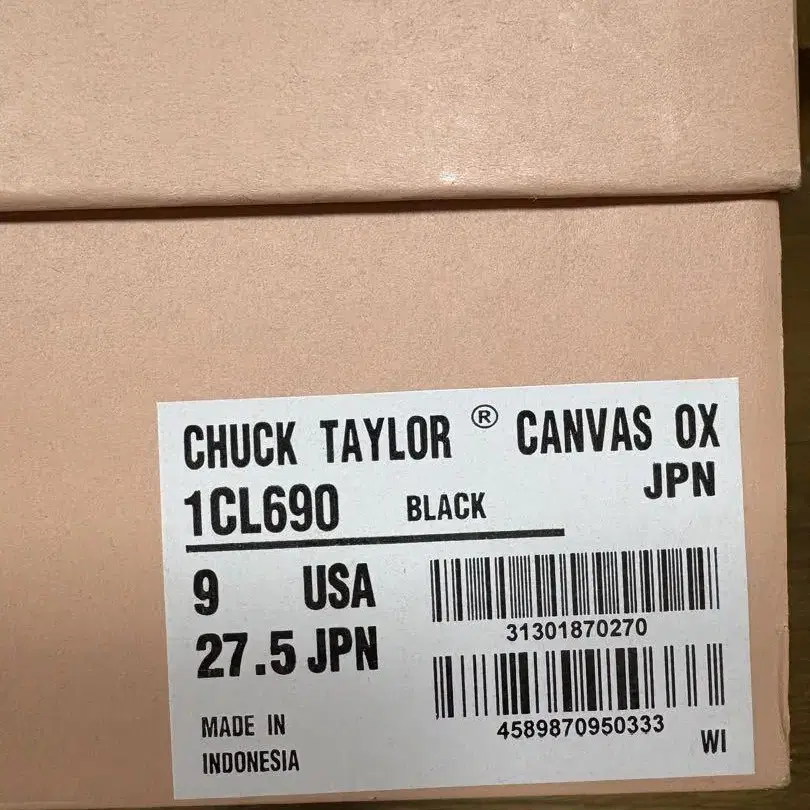 CHUCK TAYLOR ® CANVAS OX
JPN
1CL690 BLACK
9 USA
27.5 JPN
31301870270
4589870950333
MADE IN
INDONESIA
WI